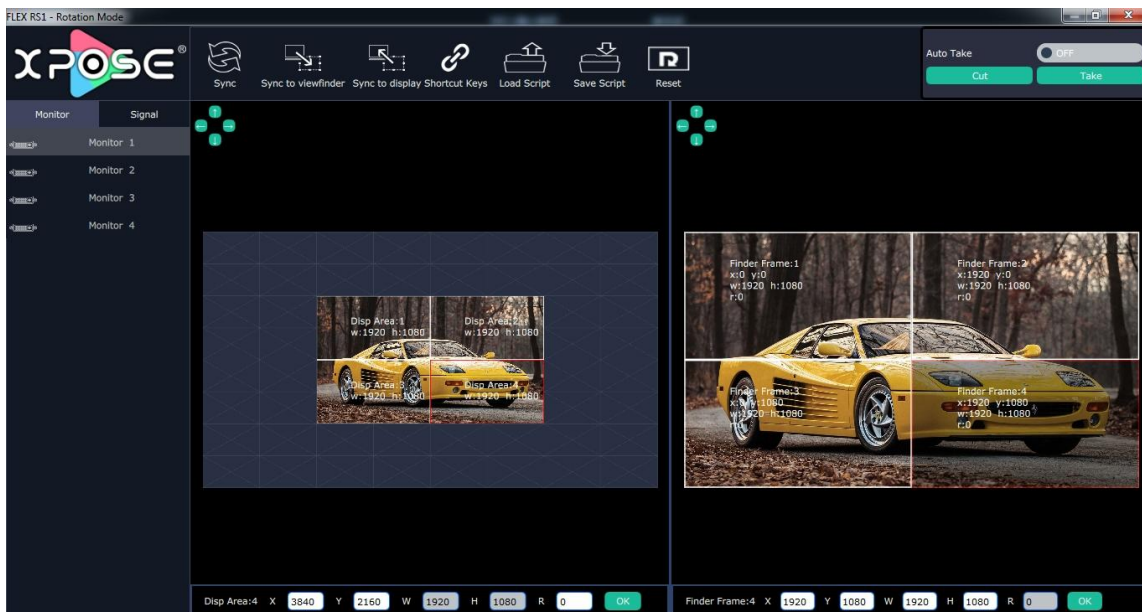 FLEX RS1 - Rotation Mode
XPOSE®
Sync
Sync to viewfinder
Sync to display
Shortcut Keys
Load Script
Save Script
Reset
Auto Take
OFF
Cut
Take
Monitor
Signal
Monitor 1
Monitor 2
Monitor 3
Monitor 4
Disp Area:1
w:1920 h:1080
Disp Area:2
w:1920 h:1080
Disp Area:3
w:1920 h:1080
Disp Area:4
w:1920 h:1080
Finder Frame:1
x:0 y:0
w:1920 h:1080
r:0
Finder Frame:2
x:1920 y:0
w:1920 h:1080
r:0
Finder Frame:3
x:0 y:1080
w:1920 h:1080
r:0
Finder Frame:4
x:1920 y:1080
w:1920 h:1080
r:0
Disp Area:4 X 3840 Y 2160 W 1920 H 1080 R 0 OK
Finder Frame:4 X 1920 Y 1080 W 1920 H 1080 R 0 OK